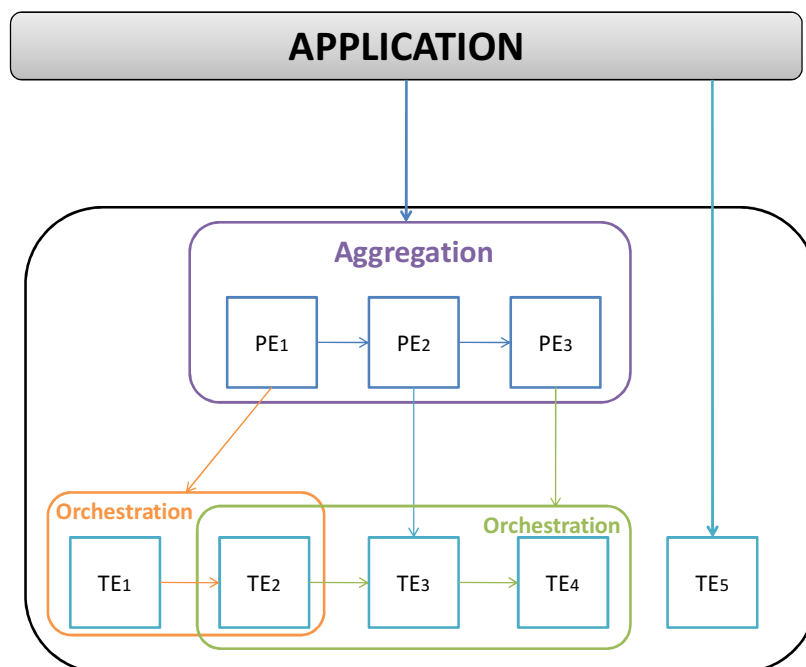 APPLICATION
Aggregation
PE1
PE2
PE3
Orchestration
Orchestration
TE1
TE2
TE3
TE4
TE5